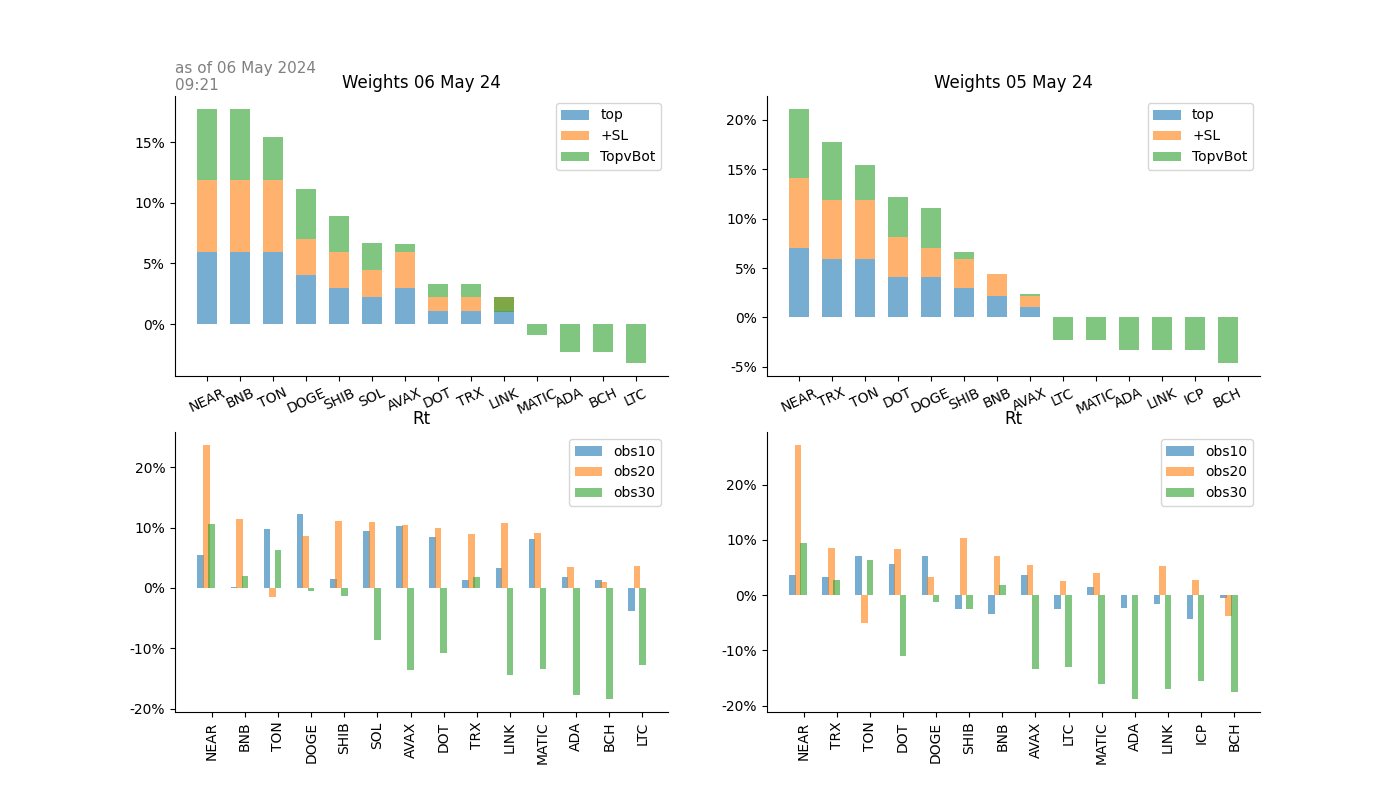 as of 06 May 2024
09:21
Weights 06 May 24
15%
10%
5%
0%
top
+SL
TopvBot
NEAR BNB TON DOGE SHIB SOL AVAX DOT TRX LINK MATIC ADA BCH LTC
Weights 05 May 24
20%
15%
10%
5%
0%
-5%
top
+SL
TopvBot
NEAR TRX TON DOT DOGE SHIB BNB AVAX LTC MATIC ADA LINK ICP BCH
Rt
20%
10%
0%
-10%
-20%
obs10
obs20
obs30
NEAR BNB TON DOGE SHIB SOL AVAX DOT TRX LINK MATIC ADA BCH LTC
Rt
20%
10%
0%
-10%
-20%
obs10
obs20
obs30
NEAR TRX TON DOT DOGE SHIB BNB AVAX LTC MATIC ADA LINK ICP BCH